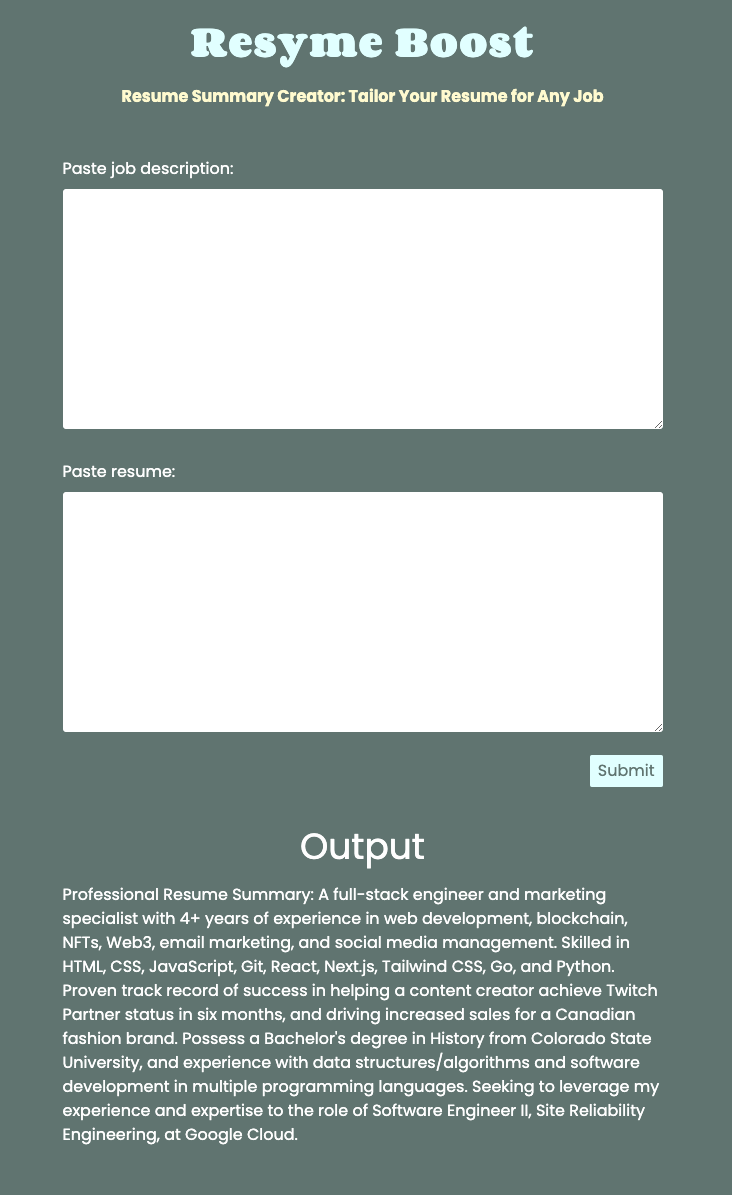 Resyme Boost
Resume Summary Creator: Tailor Your Resume for Any Job
Paste job description:
Paste resume:
Submit
Output
Professional Resume Summary: A full-stack engineer and marketing
specialist with 4+ years of experience in web development, blockchain,
NFTs, Web3, email marketing, and social media management. Skilled in
HTML, CSS, JavaScript, Git, React, Next.js, Tailwind CSS, Go, and Python.
Proven track record of success in helping a content creator achieve Twitch
Partner status in six months, and driving increased sales for a Canadian
fashion brand. Possess a Bachelor's degree in History from Colorado State
University, and experience with data structures/algorithms and software
development in multiple programming languages. Seeking to leverage my
experience and expertise to the role of Software Engineer II, Site Reliability
Engineering, at Google Cloud.